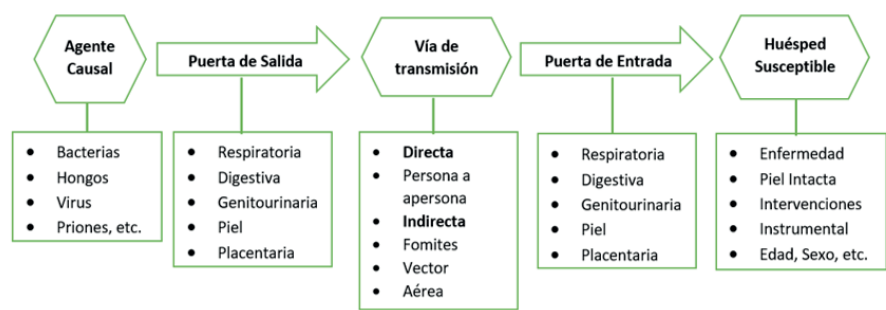 Agente
Causal
Puerta de Salida
Vía de
transmisión
Puerta de Entrada
Huésped
Susceptible
• Bacterias
• Hongos
• Virus
• Priones, etc.
• Respiratoria
• Digestiva
• Genitourinaria
• Piel
• Placentaria
• Directa
• Persona a
apersona
• Indirecta
• Fomites
• Vector
• Aérea
• Respiratoria
• Digestiva
• Genitourinaria
• Piel
• Placentaria
• Enfermedad
• Piel Intacta
• Intervenciones
• Instrumental
• Edad, Sexo, etc.